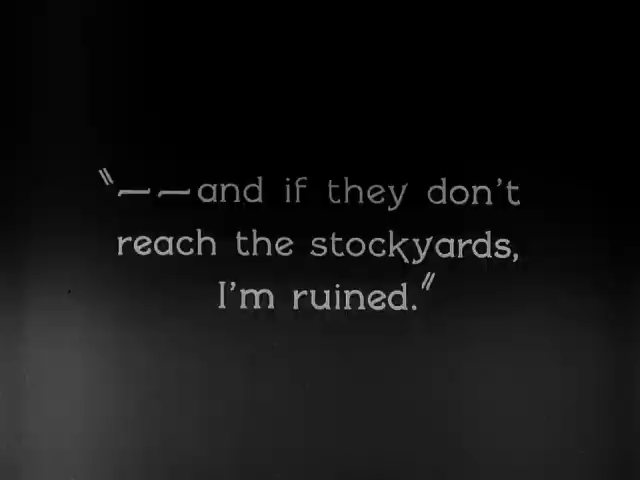 "——and if they don't
reach the stockyards,
I'm ruined."